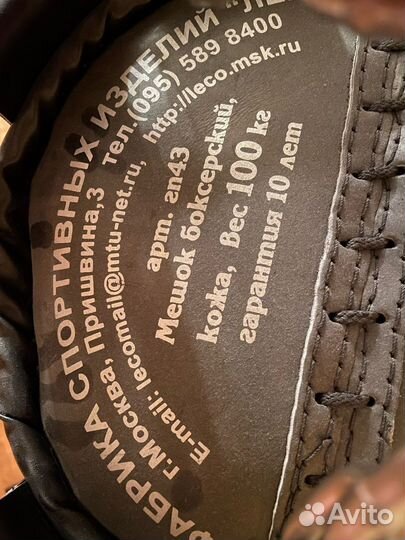 ФАБРИКА СПОРТИВНЫХ ИЗДЕЛИЙ
г.Москва, Пришвина,3 тел.(095) 589 8400
E-mail: lecomail@mtu-net.ru, http://leco.msk.ru
арт. гп43
Мешок боксерский,
кожа, Вес 100 кг
гарантия 10 лет
Avito